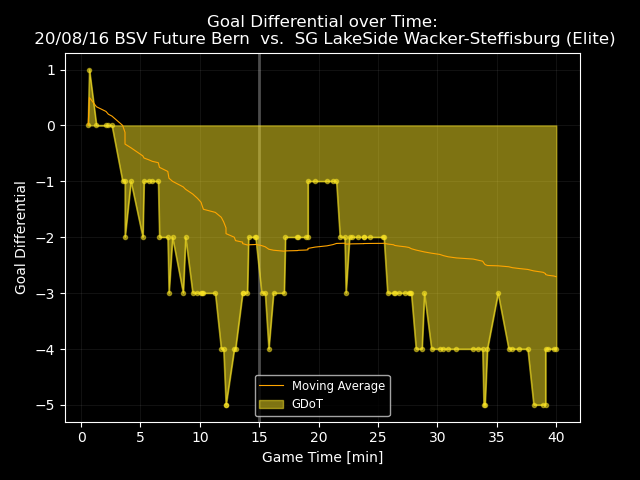 Goal Differential over Time:
20/08/16 BSV Future Bern  vs.  SG LakeSide Wacker-Steffisburg (Elite)
1
0
−1
−2
−3
−4
−5
Goal Differential
Moving Average
GDoT
0 5 10 15 20 25 30 35 40
Game Time [min]